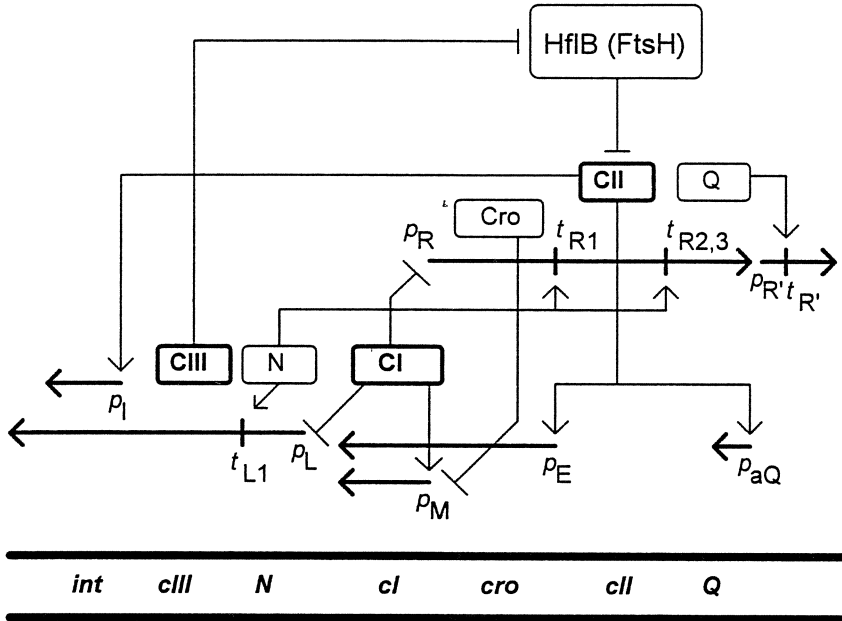 HflB (FtsH)
CII
Q
Cro
pR
tR1
tR2,3
pR'
tR'
CIII
N
CI
pI
tL1
pL
pM
pE
paQ
int cIII N cI cro cII Q